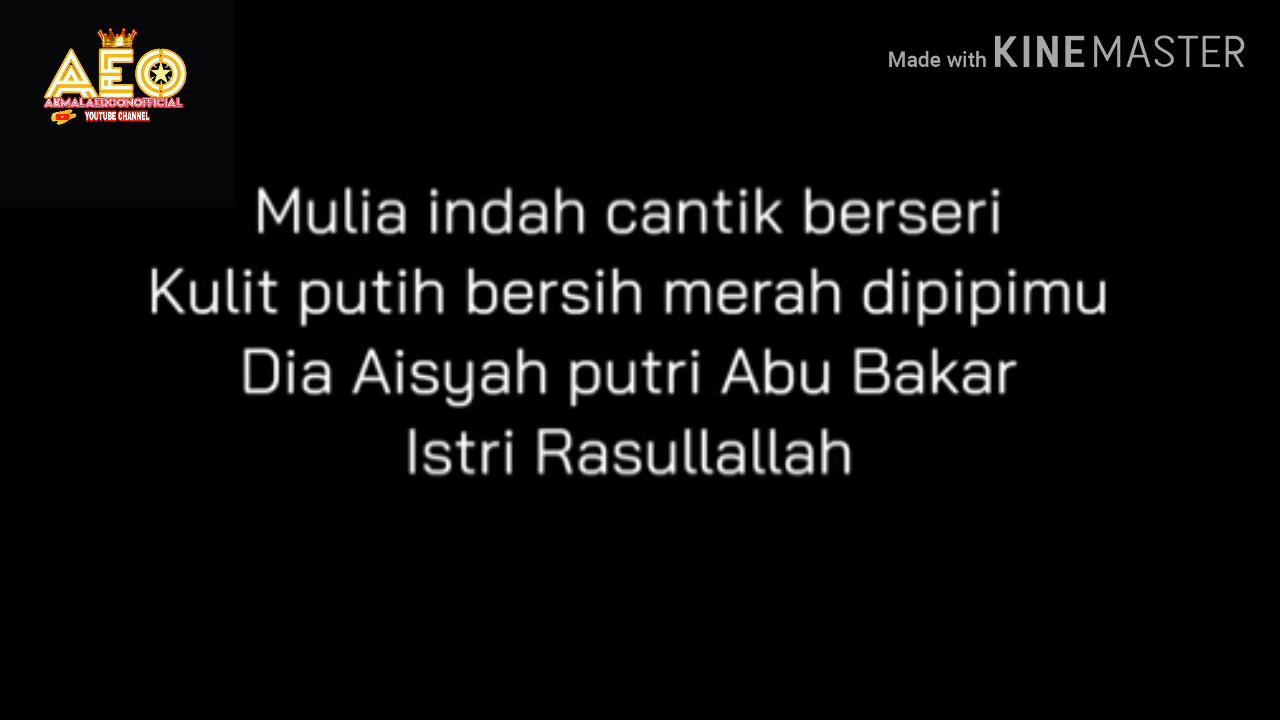 AEO
AKMALAEDOONOFFICIAL
YOUTUBE CHANNEL
Made with KINEMASTER
Mulia indah cantik berseri
Kulit putih bersih merah dipipimu
Dia Aisyah putri Abu Bakar
Istri Rasullallah